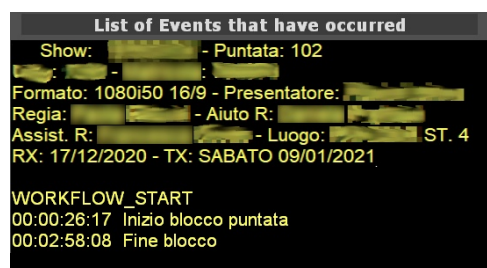 List of Events that have occurred
Show: - Puntata: 102
: - :
Formato: 1080i50 16/9 - Presentatore:
Regia: - Aiuto R:
Assist. R: - Luogo: ST. 4
RX: 17/12/2020 - TX: SABATO 09/01/2021
WORKFLOW_START
00:00:26:17 Inizio blocco puntata
00:02:58:08 Fine blocco